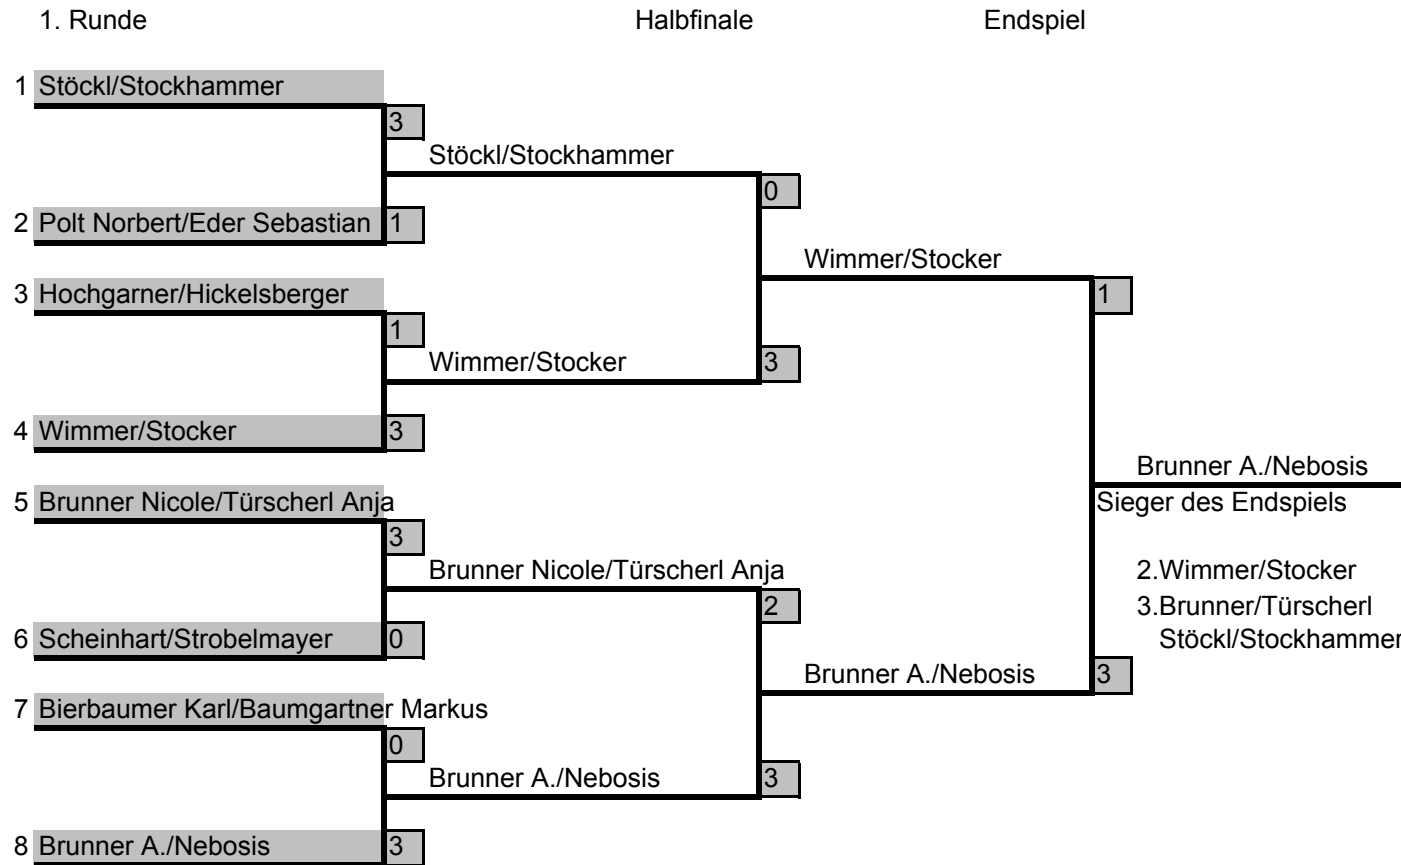 1. Runde Halbfinale Endspiel
1 Stöckl/Stockhammer
3
Stöckl/Stockhammer
0
2 Polt Norbert/Eder Sebastian 1
Wimmer/Stocker
3 Hochgarner/Hickelsberger
1
1
Wimmer/Stocker 3
4 Wimmer/Stocker 3
Brunner A./Nebosis
5 Brunner Nicole/Türscherl Anja
Sieger des Endspiels
3
Brunner Nicole/Türscherl Anja
2.Wimmer/Stocker
2
3.Brunner/Türscherl
6 Scheinhart/Strobelmayer 0
Stöckl/Stockhammer
Brunner A./Nebosis 3
7 Bierbaumer Karl/Baumgartner Markus
0
Brunner A./Nebosis 3
8 Brunner A./Nebosis 3